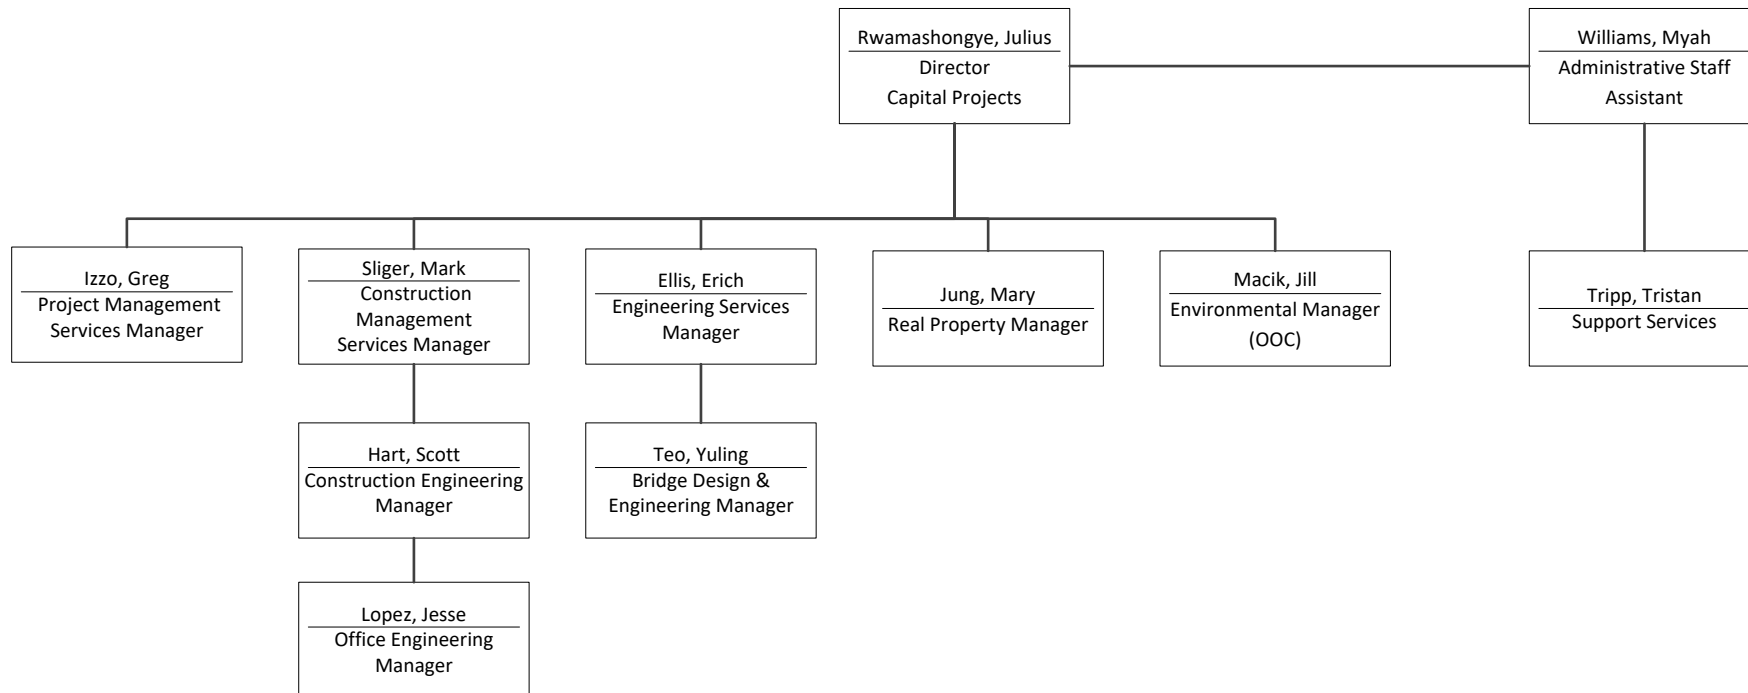 Rwamashongye, Julius
Director
Capital Projects
Williams, Myah
Administrative Staff
Assistant
Izzo, Greg
Project Management
Services Manager
Sliger, Mark
Construction
Management
Services Manager
Ellis, Erich
Engineering Services
Manager
Jung, Mary
Real Property Manager
Macik, Jill
Environmental Manager
(OOC)
Tripp, Tristan
Support Services
Hart, Scott
Construction Engineering
Manager
Teo, Yuling
Bridge Design &
Engineering Manager
Lopez, Jesse
Office Engineering
Manager